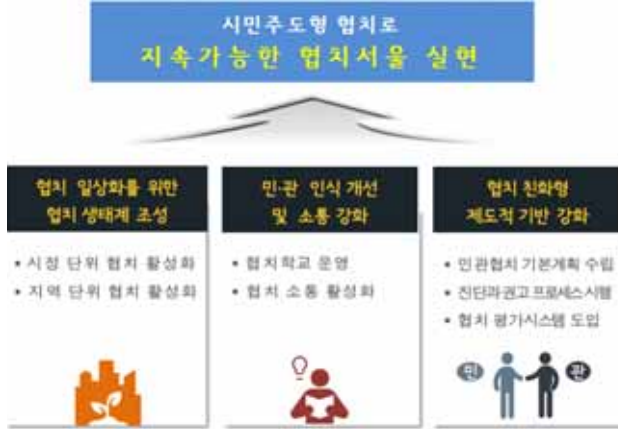 시민주도형 협치로
지속가능한 협치서울 실현
협치 일상화를 위한
협치 생태계 조성
• 시정 단위 협치 활성화
• 지역 단위 협치 활성화
민·관 인식 개선
및 소통 강화
• 협치학교 운영
• 협치 소통 활성화
협치 친화형
제도적 기반 강화
• 민관협치 기본계획 수립
• 진단과 권고 프로세스 시행
• 협치 평가시스템 도입
민 관